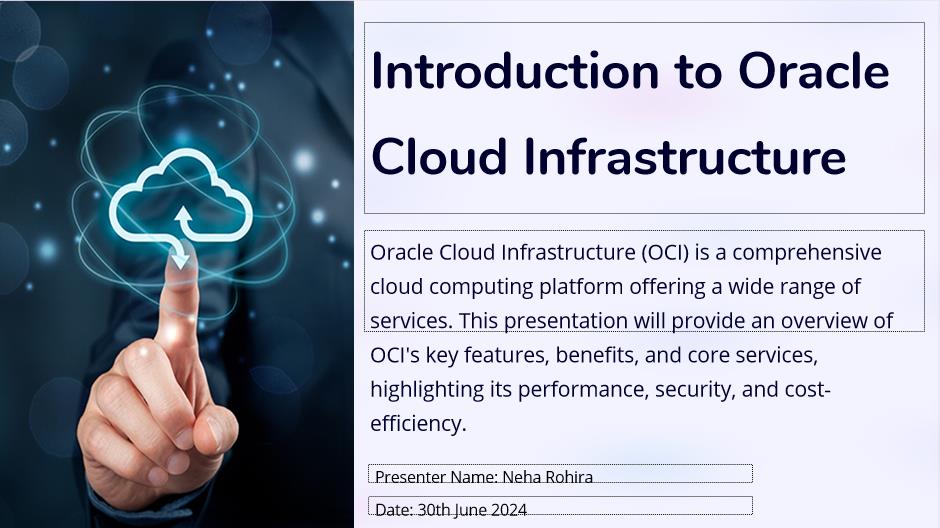 Introduction to Oracle
Cloud Infrastructure
Oracle Cloud Infrastructure (OCI) is a comprehensive
cloud computing platform offering a wide range of
services. This presentation will provide an overview of
OCI's key features, benefits, and core services,
highlighting its performance, security, and cost-
efficiency.
Presenter Name: Neha Rohira
Date: 30th June 2024